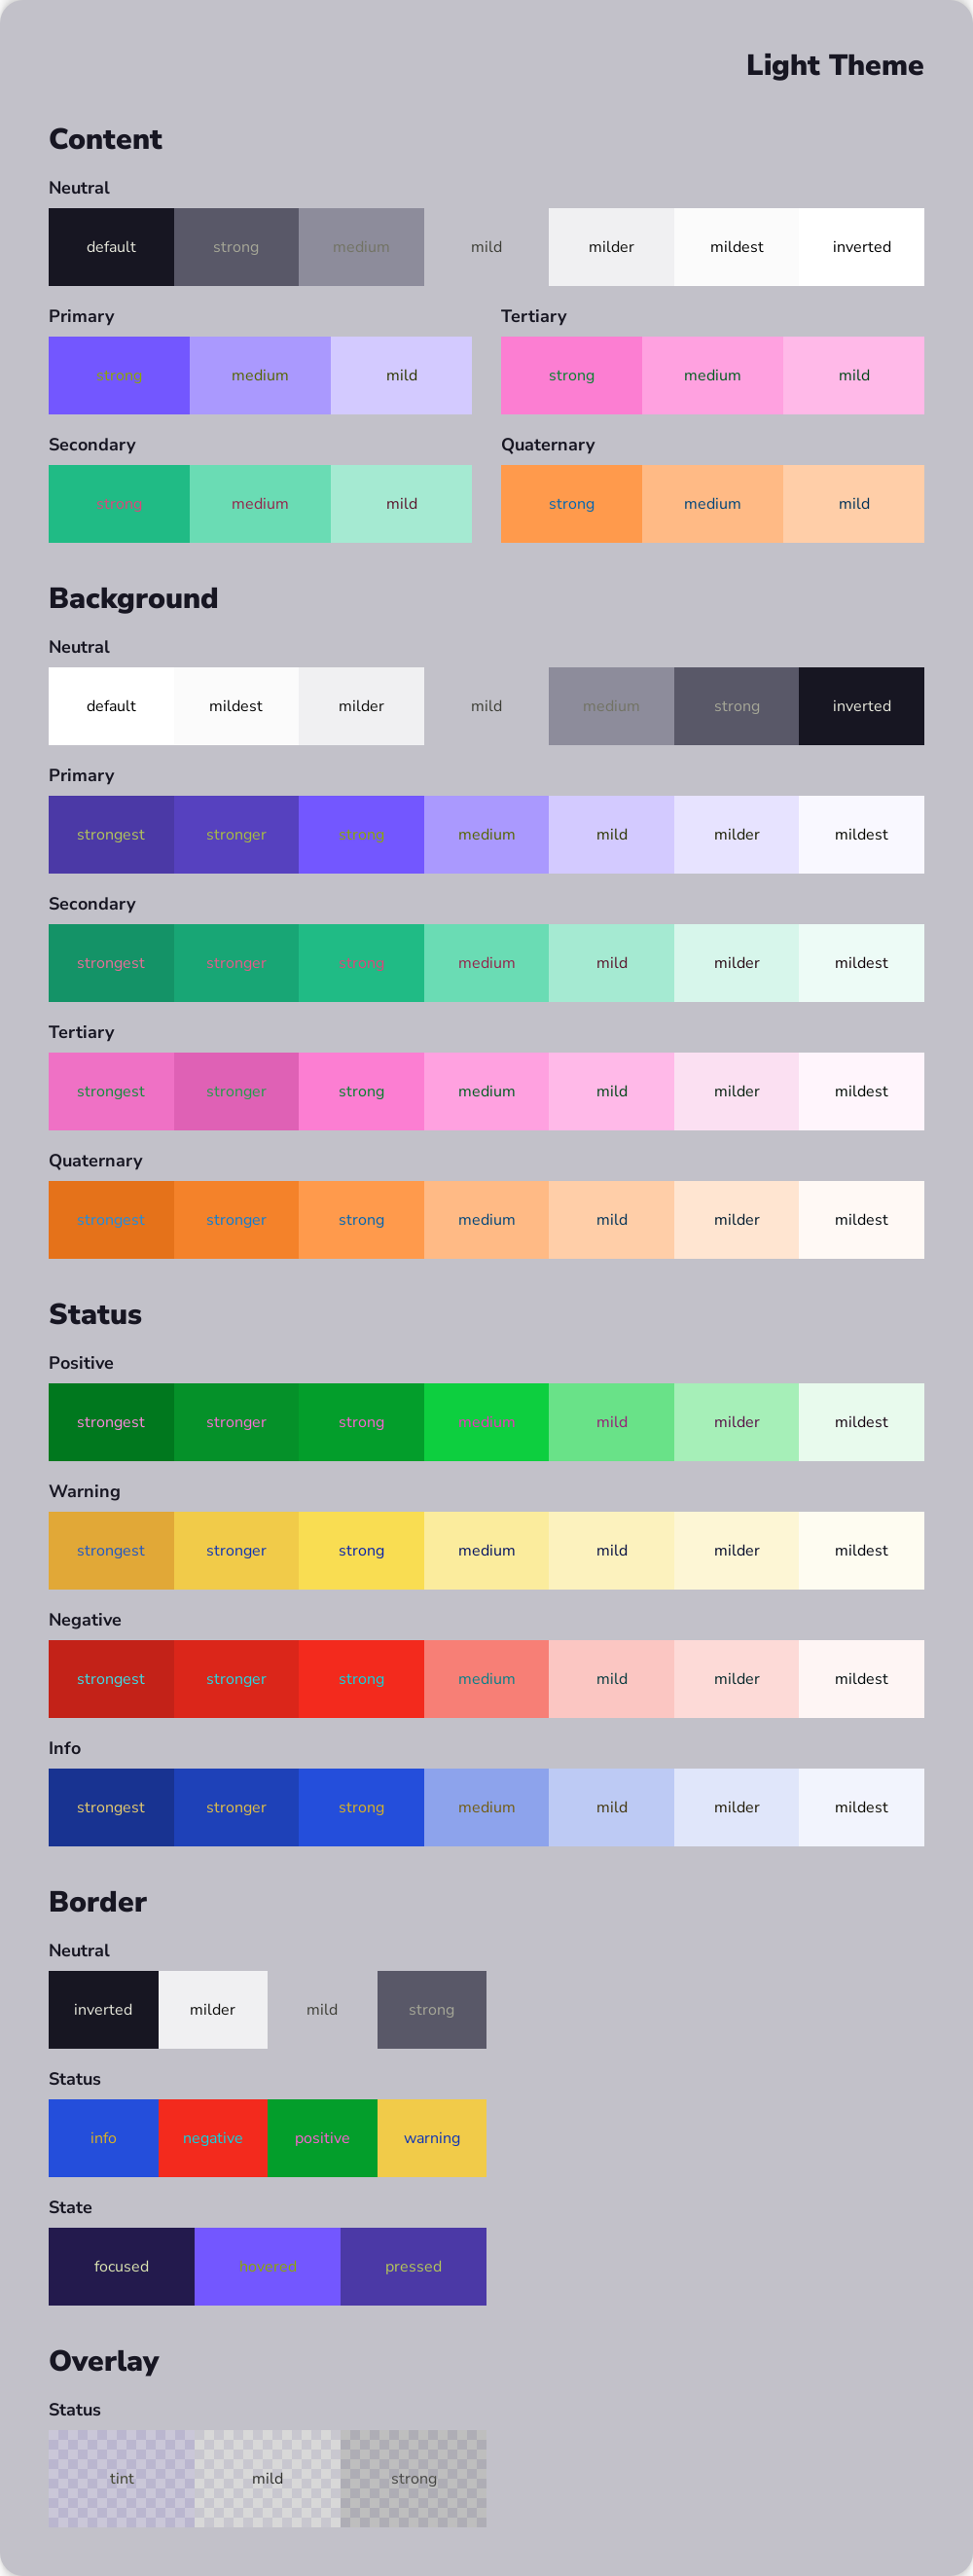 Light Theme
Content
Neutral
default strong medium mild milder mildest inverted
Primary Tertiary
strong medium mild strong medium mild
Secondary Quaternary
strong medium mild strong medium mild
Background
Neutral
default mildest milder mild medium strong inverted
Primary
strongest stronger strong medium mild milder mildest
Secondary
strongest stronger strong medium mild milder mildest
Tertiary
strongest stronger strong medium mild milder mildest
Quaternary
strongest stronger strong medium mild milder mildest
Status
Positive
strongest stronger strong medium mild milder mildest
Warning
strongest stronger strong medium mild milder mildest
Negative
strongest stronger strong medium mild milder mildest
Info
strongest stronger strong medium mild milder mildest
Border
Neutral
inverted milder mild strong
Status
info negative positive warning
State
focused hovered pressed
Overlay
Status
tint mild strong